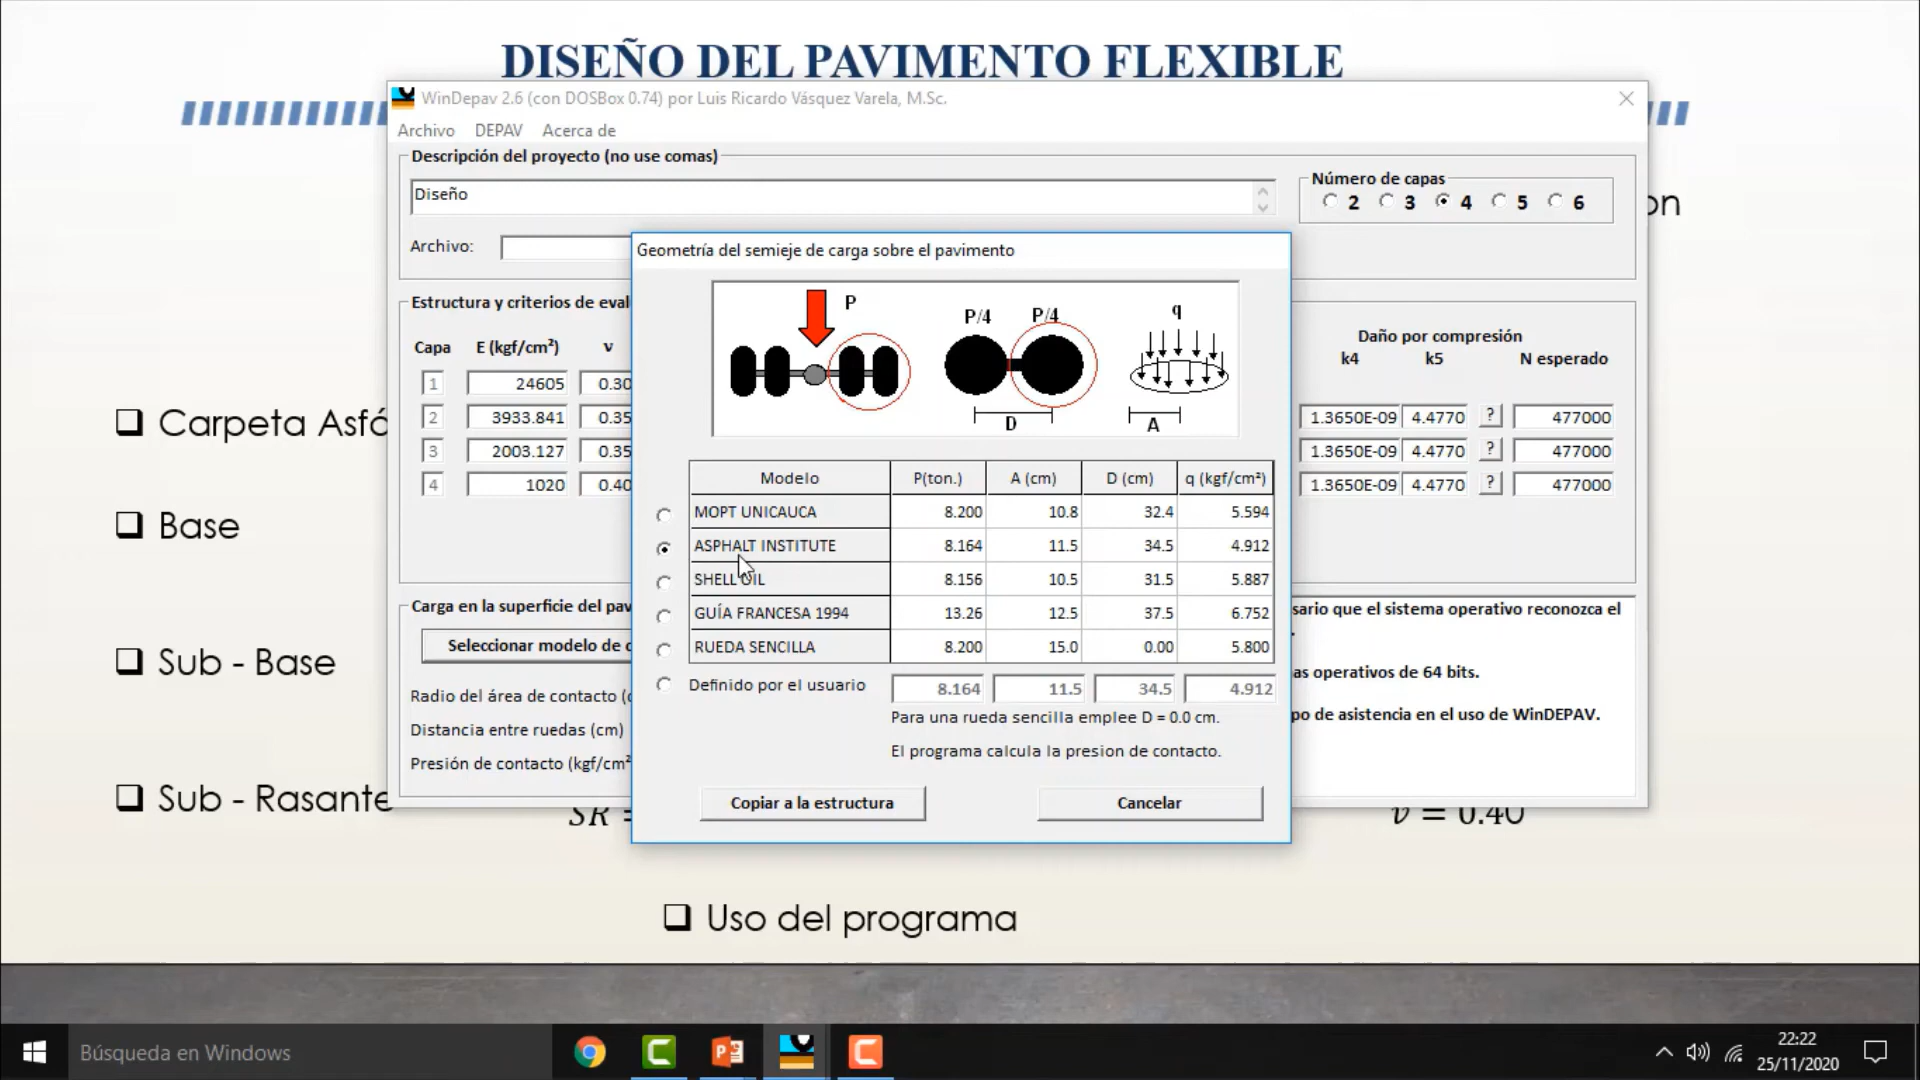 DISEÑO DEL PAVIMENTO FLEXIBLE
WinDepav 2.6 (con DOSBox 0.74) por Luis Ricardo Vásquez Varela, M.Sc.
Archivo DEPAV Acerca de
Descripción del proyecto (no use comas)
Diseño
Número de capas
2 3 4 5 6
on
Archivo:
Geometría del semieje de carga sobre el pavimento
P
P/4 P/4 q
D A
Estructura y criterios de eval
Capa E (kgf/cm²) ν
1 24605 0.30
2 3933.841 0.35
3 2003.127 0.35
4 1020 0.40
Daño por compresión
k4 k5 N esperado
1.3650E-09 4.4770 ? 477000
1.3650E-09 4.4770 ? 477000
1.3650E-09 4.4770 ? 477000
Modelo P(ton.) A (cm) D (cm) q (kgf/cm²)
MOPT UNICAUCA 8.200 10.8 32.4 5.594
ASPHALT INSTITUTE 8.164 11.5 34.5 4.912
SHELL OIL 8.156 10.5 31.5 5.887
GUÍA FRANCESA 1994 13.26 12.5 37.5 6.752
RUEDA SENCILLA 8.200 15.0 0.00 5.800
Definido por el usuario 8.164 11.5 34.5 4.912
Para una rueda sencilla emplee D = 0.0 cm.
El programa calcula la presion de contacto.
Copiar a la estructura Cancelar
Carga en la superficie del pav
Seleccionar modelo de c
Radio del área de contacto (c
Distancia entre ruedas (cm)
Presión de contacto (kgf/cm²
sario que el sistema operativo reconozca el
as operativos de 64 bits.
po de asistencia en el uso de WinDEPAV.
Carpeta Asfá
Base
Sub - Base
Sub - Rasante
SR =
v = 0.40
Uso del programa
Búsqueda en Windows
22:22
25/11/2020